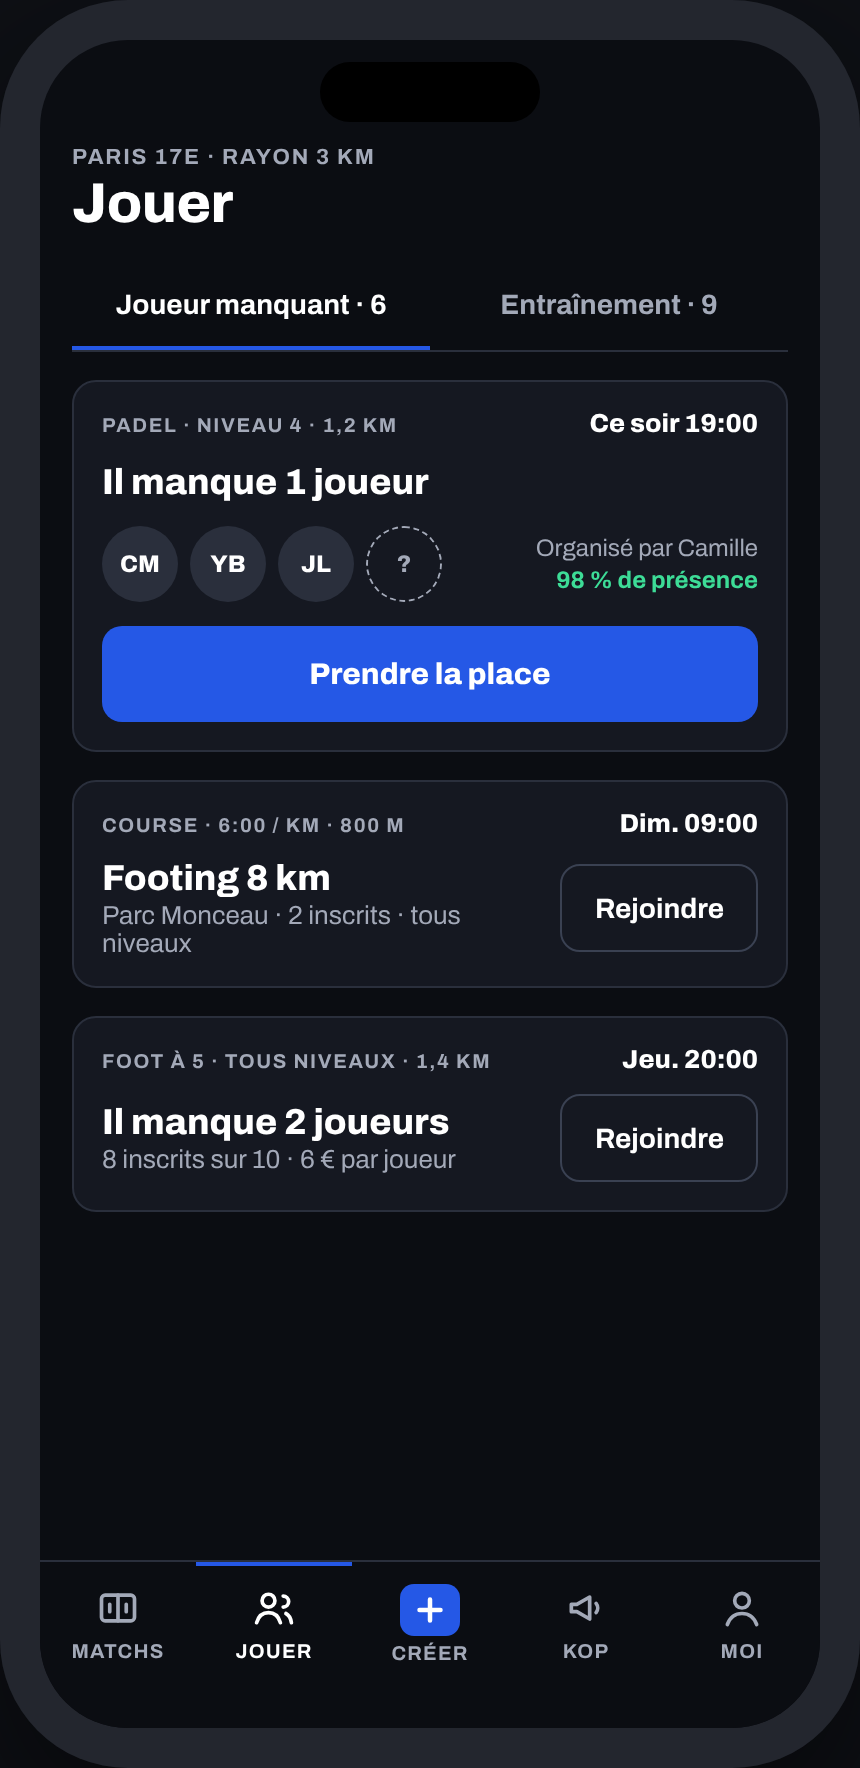 PARIS 17E · RAYON 3 KM
Jouer
Joueur manquant · 6
Entraînement · 9
PADEL · NIVEAU 4 · 1,2 KM
Ce soir 19:00
Il manque 1 joueur
CM
YB
JL
?
Organisé par Camille
98 % de présence
Prendre la place
COURSE · 6:00 / KM · 800 M
Dim. 09:00
Footing 8 km
Parc Monceau · 2 inscrits · tous
niveaux
Rejoindre
FOOT À 5 · TOUS NIVEAUX · 1,4 KM
Jeu. 20:00
Il manque 2 joueurs
8 inscrits sur 10 · 6 € par joueur
Rejoindre
MATCHS
JOUER
CRÉER
KOP
MOI